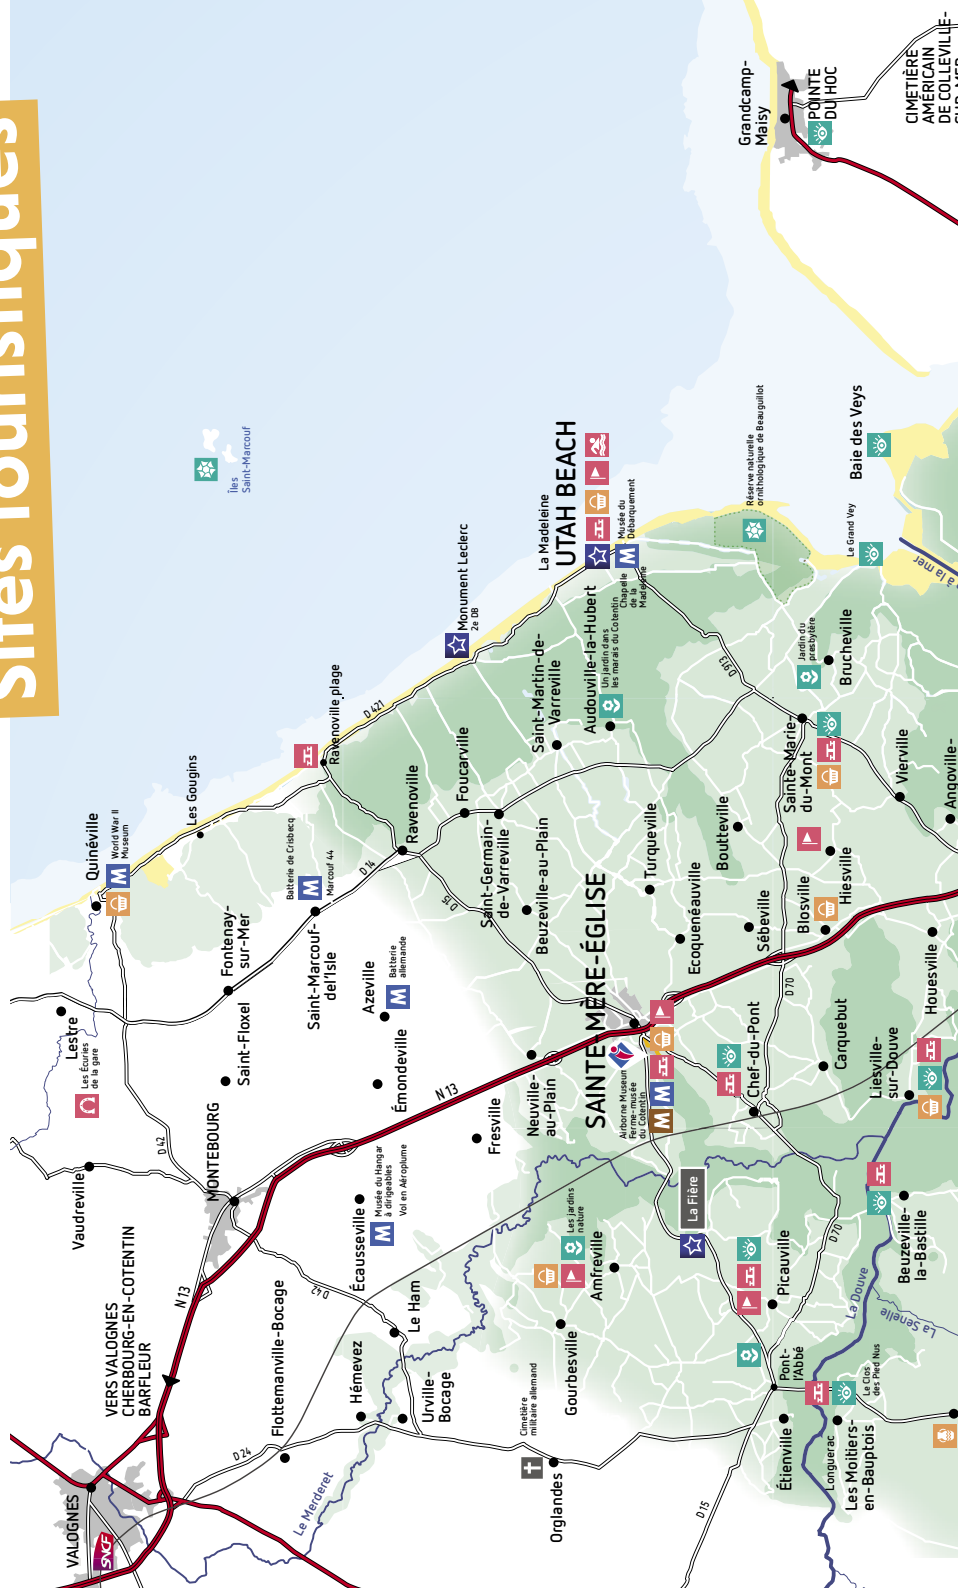 Sites Touristiques
VERS VALOGNES
CHERBOURG-EN-COTENTIN
BARFLEUR
VALOGNES
SNCF
N 13
Vaudreville
Lestre
Les Écuries
de la gare
Quinéville
World War II
Museum
Les Gougins
Îles
Saint-Marcouf
MONTEBOURG
D 42
Saint-Floxel
Fontenay-
sur-Mer
Batterie de Crisbecq
Marcouf 44
Saint-Marcouf-
de-l'Isle
Ravenoville plage
D 421
D 14
Ravenoville
Azeville
Batterie
allemande
Émondeville
N 13
D 15
Foucarville
Monument Leclerc
2e DB
Saint-Germain-
de-Varreville
Beuzeville-au-Plain
Saint-Martin-de-
Varreville
La Madeleine
UTAH BEACH
Musée du
Débarquement
Chapelle
de la
Madeleine
Audouville-la-Hubert
Un jardin dans
les marais du Cotentin
Flottemanville-Bocage
D 24
D 42
Hémevez
Le Ham
Urville-
Bocage
Le Merderet
Écausseville
Musée du Hangar
à dirigeables
Vol en Aéroplume
Fresville
Neuville-
au-Plain
SAINTE-MÈRE-ÉGLISE
Airborne Museum
Ferme-musée
du Cotentin
Turqueville
Ecoquenéauville
Boutteville
Sébeville
Blosville
Hiesville
Sainte-Marie-
du-Mont
D 913
Réserve naturelle
ornithologique de Beauguillot
Jardin du
presbytère
Brucheville
Le Grand Vey
Baie des Veys
à la mer
Vierville
Angoville-
Houesville
D 70
Chef-du-Pont
Carquebut
Liesville-
sur-Douve
La Fière
Les jardins
nature
Amfreville
Gourbesville
Cimetière
militaire allemand
Orglandes
D 15
Picauville
Pont-
l'Abbé
Étienville
Longuerac
Les Moitiers-
en-Bauptois
Le Clos
des Pied Nus
D 70
La Douve
La Senelle
Beuzeville-
la-Bastille
Grandcamp-
Maisy
POINTE
DU HOC
CIMETIÈRE
AMÉRICAIN
DE COLLEVILLE-
SUR-MER